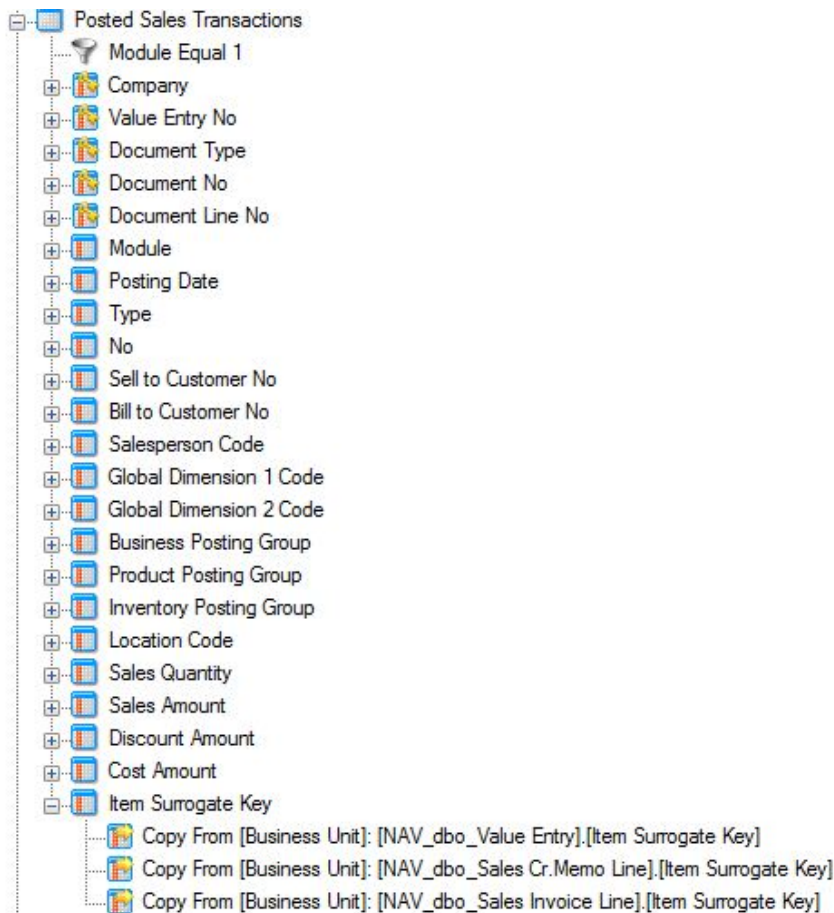 Posted Sales Transactions
Module Equal 1
Company
Value Entry No
Document Type
Document No
Document Line No
Module
Posting Date
Type
No
Sell to Customer No
Bill to Customer No
Salesperson Code
Global Dimension 1 Code
Global Dimension 2 Code
Business Posting Group
Product Posting Group
Inventory Posting Group
Location Code
Sales Quantity
Sales Amount
Discount Amount
Cost Amount
Item Surrogate Key
Copy From [Business Unit]: [NAV_dbo_Value Entry].[Item Surrogate Key]
Copy From [Business Unit]: [NAV_dbo_Sales Cr.Memo Line].[Item Surrogate Key]
Copy From [Business Unit]: [NAV_dbo_Sales Invoice Line].[Item Surrogate Key]